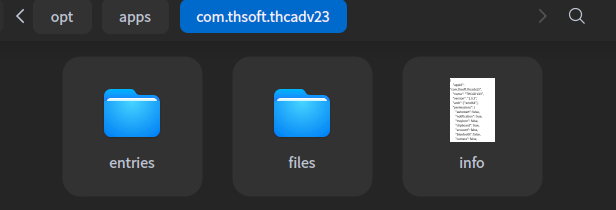 opt
apps
com.thsoft.thcadv23
entries
files
info